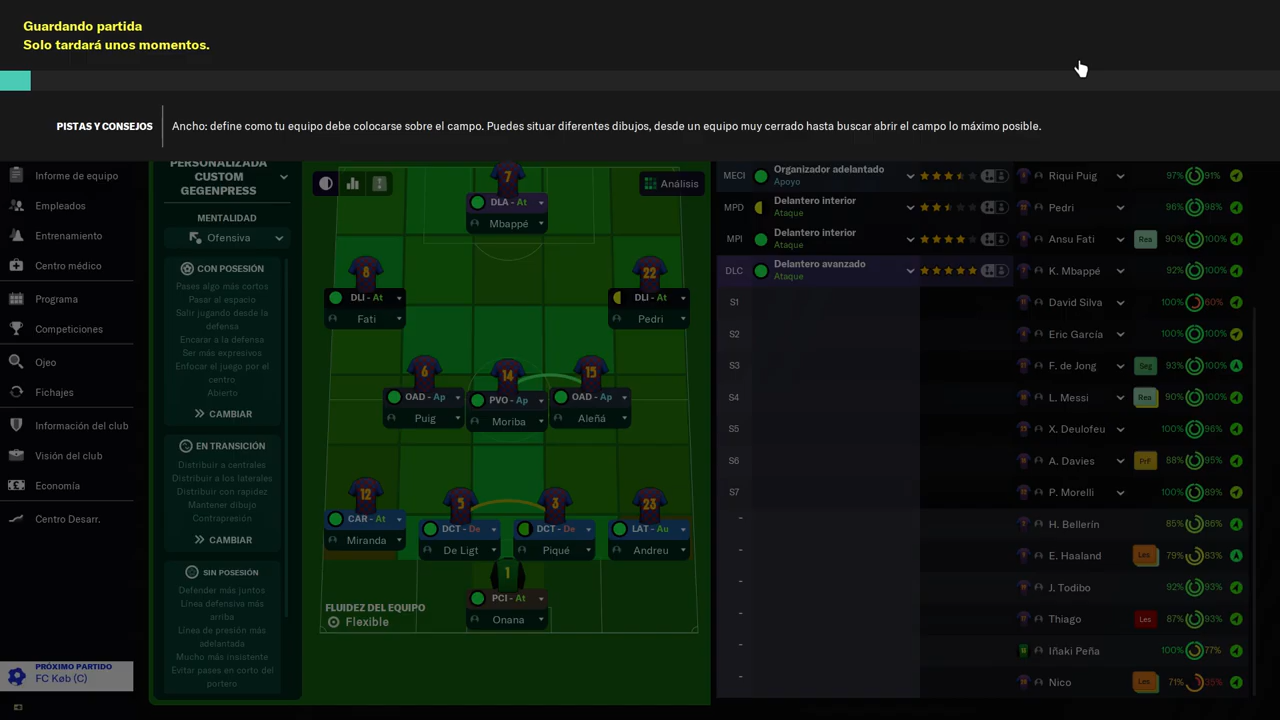 Guardando partida
Solo tardará unos momentos.
PISTAS Y CONSEJOS
Ancho: define como tu equipo debe colocarse sobre el campo. Puedes situar diferentes dibujos, desde un equipo muy cerrado hasta buscar abrir el campo lo máximo posible.
Informe de equipo
Empleados
Entrenamiento
Centro médico
Programa
Competiciones
Ojeo
Fichajes
Información del club
Visión del club
Economía
Centro Desarr.
PRÓXIMO PARTIDO
FC Køb (C)
PERSONALIZADA
CUSTOM
GEGENPRESS
MENTALIDAD
Ofensiva
CON POSESIÓN
Pases algo más cortos
Pasar al espacio
Salir jugando desde la
defensa
Encarar a la defensa
Ser más expresivos
Enfocar el juego por el
centro
Abierto
CAMBIAR
EN TRANSICIÓN
Distribuir a centrales
Distribuir a los laterales
Distribuir con rapidez
Mantener dibujo
Contrapresión
CAMBIAR
SIN POSESIÓN
Defender más juntos
Línea defensiva más
arriba
Línea de presión más
adelantada
Mucho más insistente
Evitar pases en corto del
portero
Análisis
7
DLA - At
Mbappé
8
DLI - At
Fati
22
DLI - At
Pedri
6
OAD - Ap
Puig
14
PVO - Ap
Moriba
15
OAD - Ap
Aleñá
12
CAR - At
Miranda
5
DCT - De
De Ligt
3
DCT - De
Piqué
23
LAT - Au
Andreu
1
PCI - At
Onana
FLUIDEZ DEL EQUIPO
Flexible
MECI Organizador adelantado Apoyo Riqui Puig 97% 91%
MPD Delantero interior Ataque Pedri 96% 98%
MPI Delantero interior Ataque Ansu Fati Rea 90% 100%
DLC Delantero avanzado Ataque K. Mbappé 92% 100%
S1 David Silva 100% 60%
S2 Eric García 100% 100%
S3 F. de Jong Seg 93% 100%
S4 L. Messi Rea 90% 100%
S5 X. Deulofeu 100% 96%
S6 A. Davies PrF 88% 95%
S7 P. Morelli 100% 89%
- H. Bellerín 85% 86%
- E. Haaland Les 79% 83%
- J. Todibo 92% 93%
- Thiago Les 87% 93%
- Iñaki Peña 100% 77%
- Nico Les 71% 35%